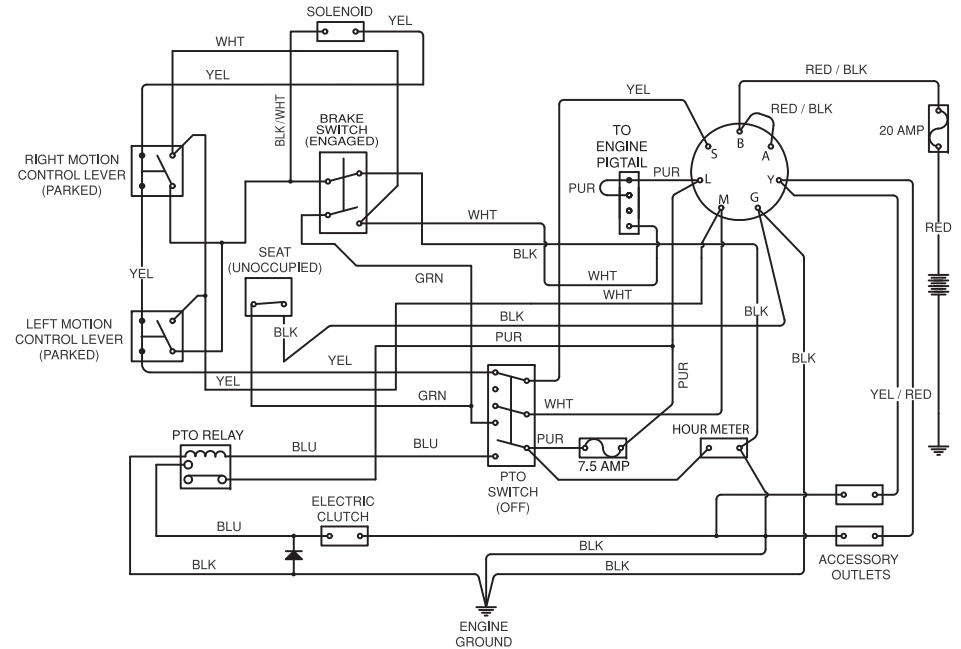 SOLENOID
YEL
WHT
RED / BLK
YEL
YEL
BLK / WHT
RED / BLK
BRAKE
SWITCH
(ENGAGED)
TO
ENGINE
PIGTAIL
20 AMP
B
S
A
RIGHT MOTION
CONTROL LEVER
(PARKED)
PUR
L
Y
PUR
M
G
WHT
RED
SEAT
(UNOCCUPIED)
BLK
YEL
GRN
WHT
WHT
BLK
BLK
LEFT MOTION
CONTROL LEVER
(PARKED)
BLK
PUR
YEL
BLK
PUR
YEL
GRN
WHT
YEL / RED
PTO RELAY
BLU
BLU
PUR
HOUR METER
7.5 AMP
PTO
SWITCH
(OFF)
ELECTRIC
CLUTCH
BLU
BLK
BLK
BLK
ACCESSORY
OUTLETS
ENGINE
GROUND